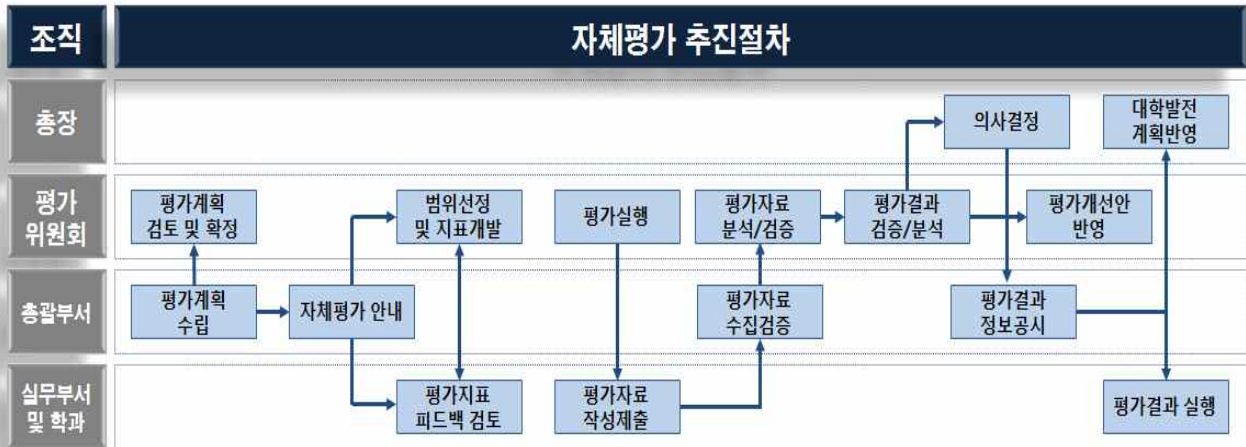 조직
자체평가 추진절차
총장
의사결정
대학발전
계획반영
평가
위원회
평가계획
검토 및 확정
범위선정
및 지표개발
평가실행
평가자료
분석/검증
평가결과
검증/분석
평가개선안
반영
총괄부서
평가계획
수립
자체평가 안내
평가자료
수집검증
평가결과
정보공시
실무부서
및 학과
평가지표
피드백 검토
평가자료
작성제출
평가결과 실행